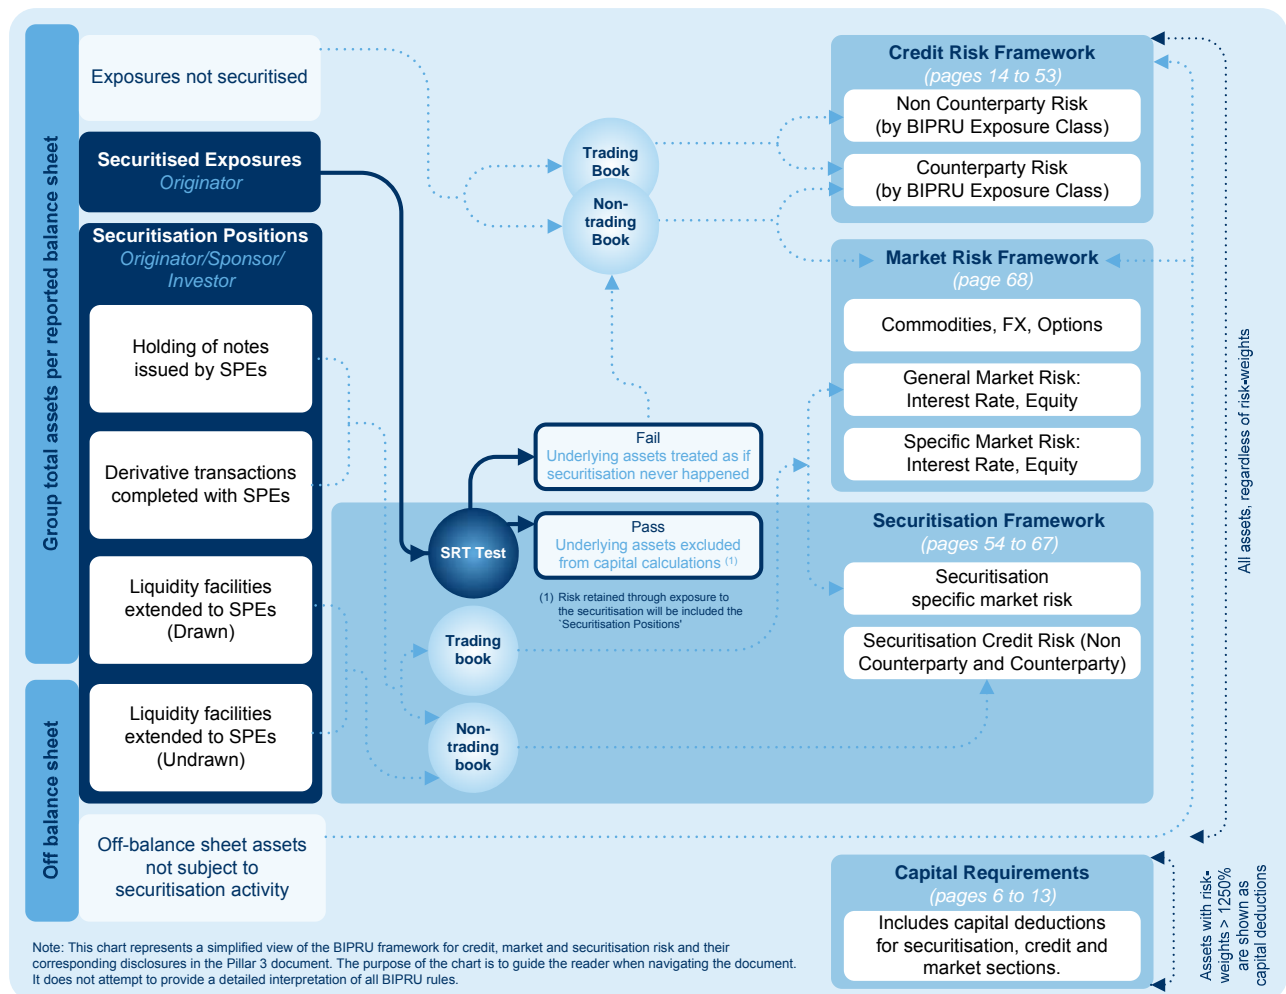 Group total assets per reported balance sheet
Off balance sheet
Exposures not securitised
Securitised Exposures
Originator
Securitisation Positions
Originator/Sponsor/
Investor
Holding of notes
issued by SPEs
Derivative transactions
completed with SPEs
Liquidity facilities
extended to SPEs
(Drawn)
Liquidity facilities
extended to SPEs
(Undrawn)
Off-balance sheet assets
not subject to
securitisation activity
Trading
Book
Non-
trading
Book
Fail
Underlying assets treated as if
securitisation never happened
SRT Test
Pass
Underlying assets excluded
from capital calculations (1)
(1) Risk retained through exposure to
the securitisation will be included the
`Securitisation Positions'
Trading
book
Non-
trading
book
Credit Risk Framework
(pages 14 to 53)
Non Counterparty Risk
(by BIPRU Exposure Class)
Counterparty Risk
(by BIPRU Exposure Class)
Market Risk Framework
(page 68)
Commodities, FX, Options
General Market Risk:
Interest Rate, Equity
Specific Market Risk:
Interest Rate, Equity
Securitisation Framework
(pages 54 to 67)
Securitisation
specific market risk
Securitisation Credit Risk (Non
Counterparty and Counterparty)
Capital Requirements
(pages 6 to 13)
Includes capital deductions
for securitisation, credit and
market sections.
All assets, regardless of risk-weights
Assets with risk-
weights > 1250%
are shown as
capital deductions
Note: This chart represents a simplified view of the BIPRU framework for credit, market and securitisation risk and their
corresponding disclosures in the Pillar 3 document. The purpose of the chart is to guide the reader when navigating the document.
It does not attempt to provide a detailed interpretation of all BIPRU rules.